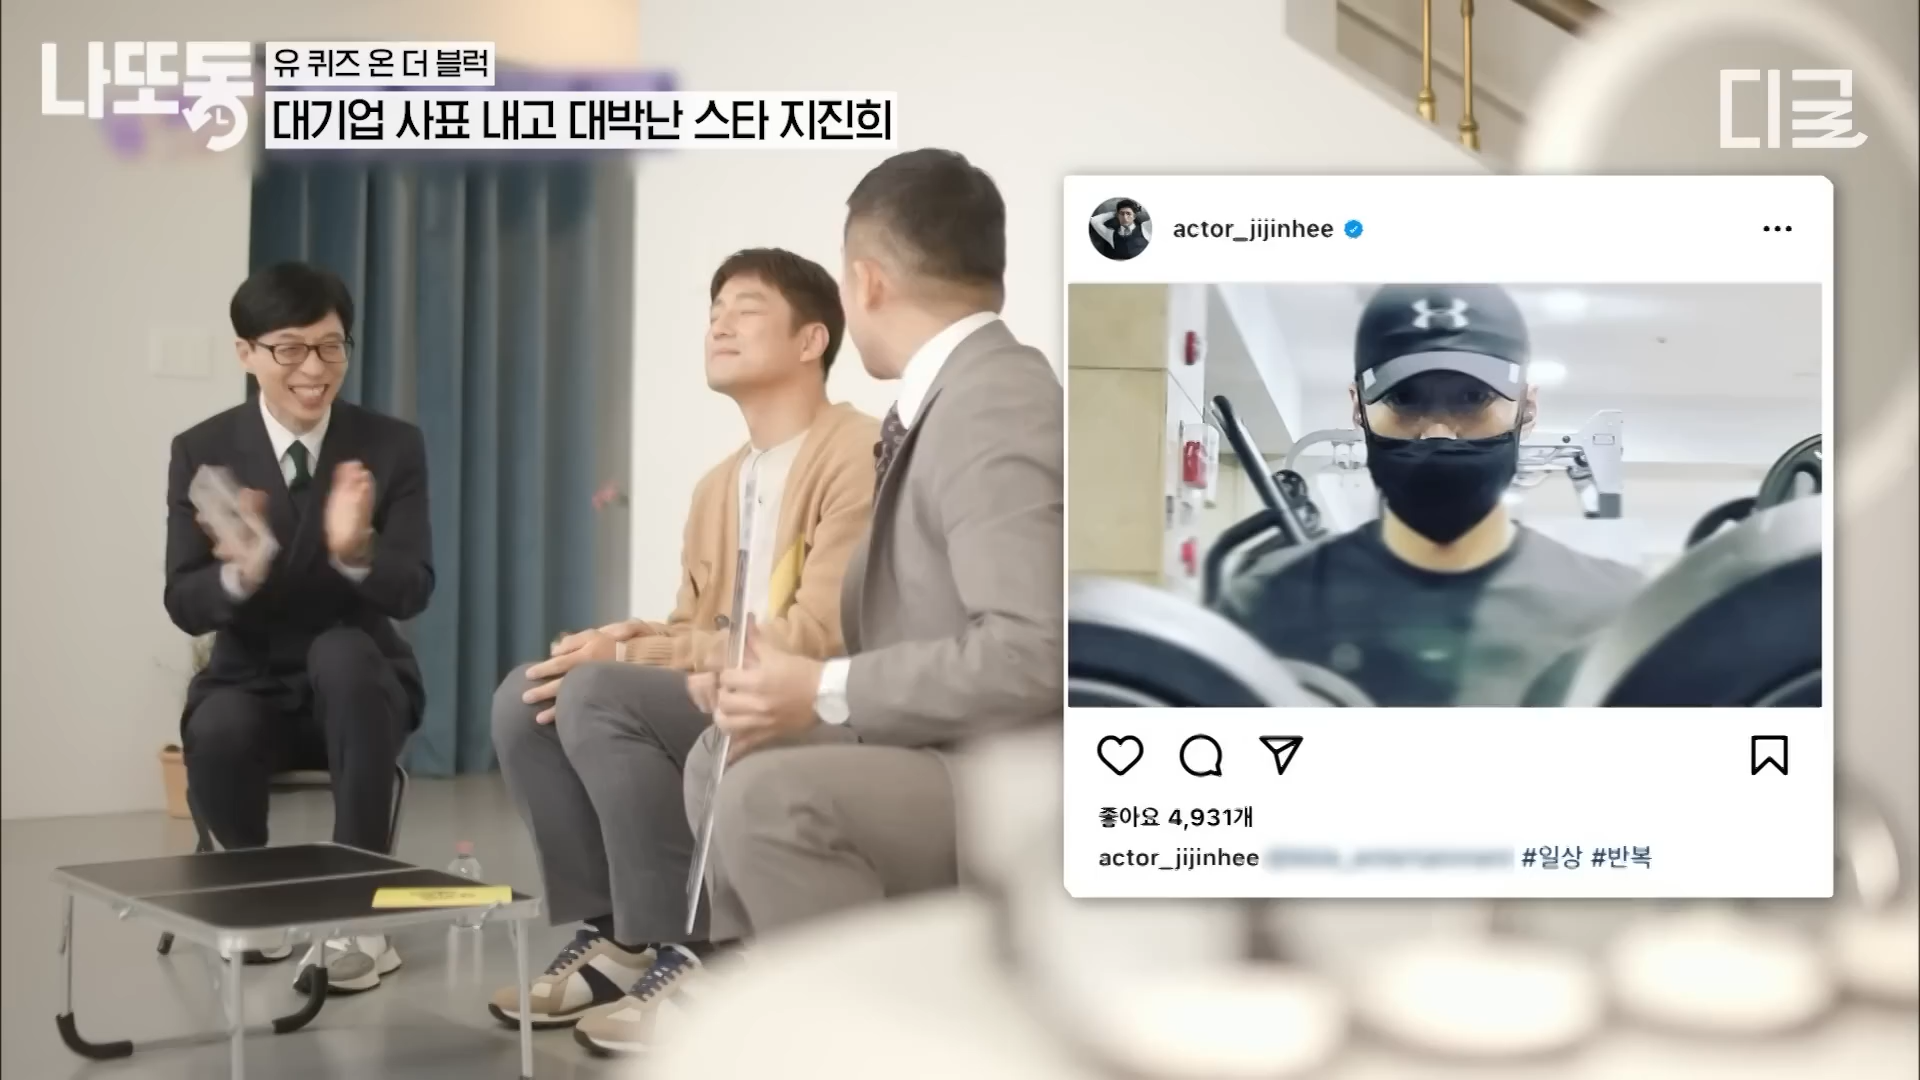 나또동
유 퀴즈 온 더 블럭
대기업 사표 내고 대박난 스타 지진희
디글
actor_jijinhee
좋아요 4,931개
actor_jijinhee #일상 #반복